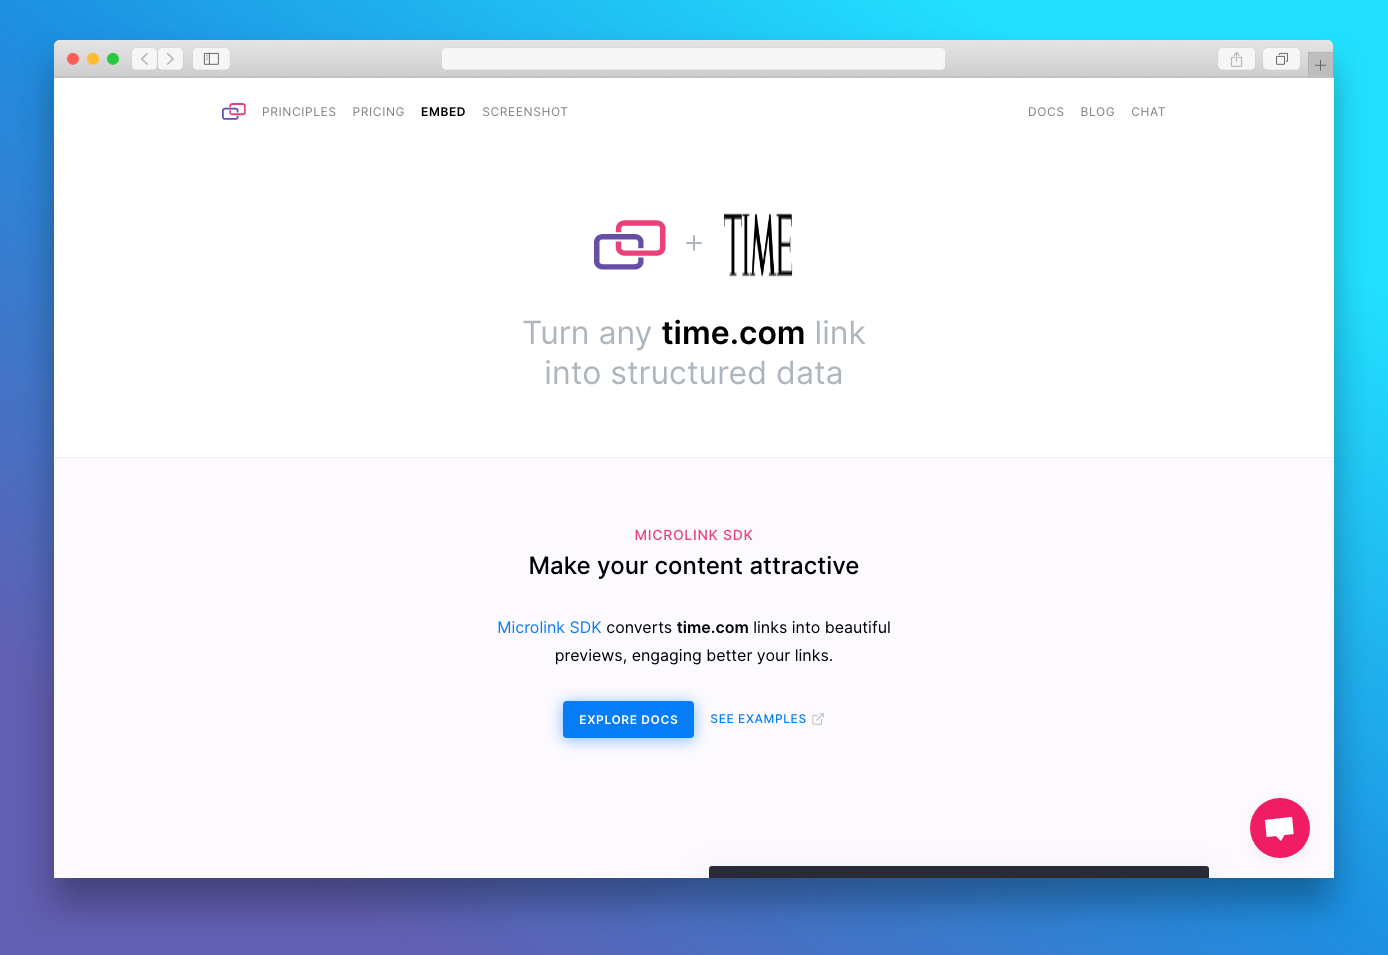 PRINCIPLES PRICING EMBED SCREENSHOT DOCS BLOG CHAT
+ TIME
Turn any time.com link
into structured data
MICROLINK SDK
Make your content attractive
Microlink SDK converts time.com links into beautiful
previews, engaging better your links.
EXPLORE DOCS SEE EXAMPLES